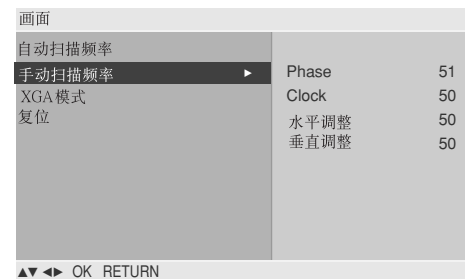 画面
自动扫描频率
手动扫描频率 ►
XGA模式
复位
Phase 51
Clock 50
水平调整 50
垂直调整 50
▲▼ ◄► OK RETURN